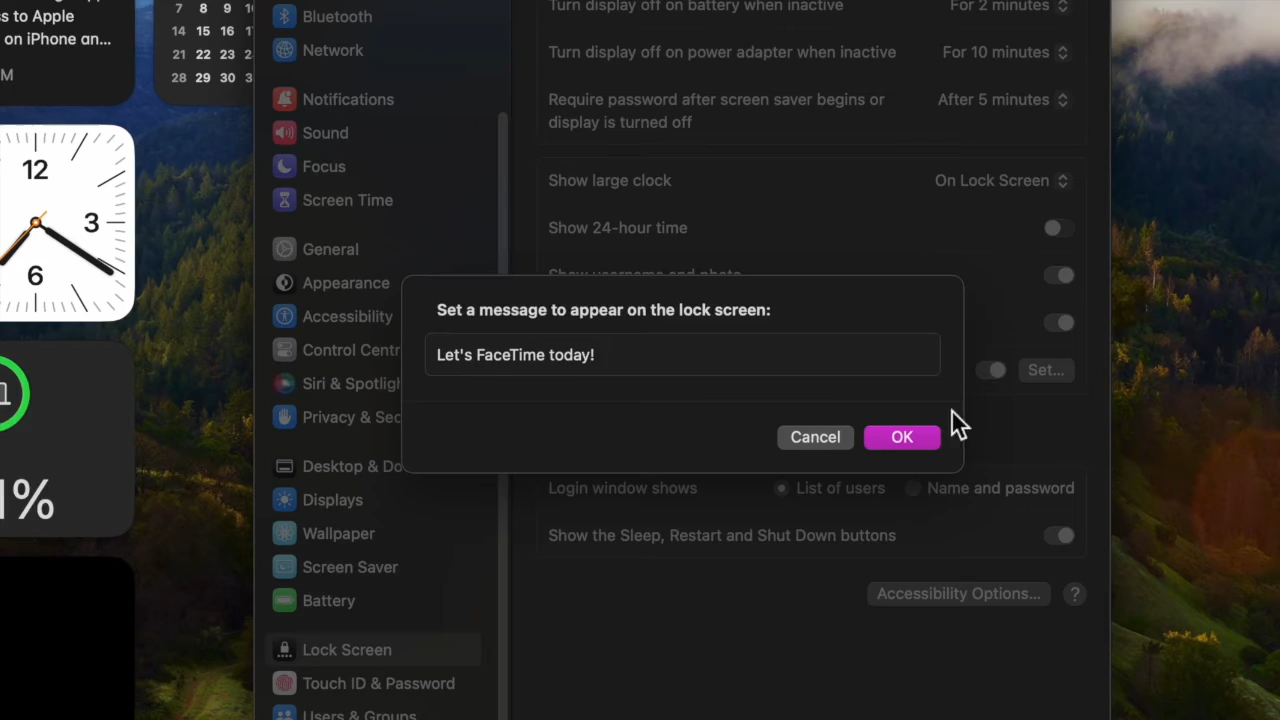 s to Apple
on iPhone an...
M
7 8 9
14 15 16
21 22 23
28 29 30
12
3
6
1%
Bluetooth
Network
Notifications
Sound
Focus
Screen Time
General
Appearance
Accessibility
Control Centr
Siri & Spotligh
Privacy & Sec
Desktop & Do
Displays
Wallpaper
Screen Saver
Battery
Lock Screen
Touch ID & Password
Users & Groups
Turn display off on battery when inactive For 2 minutes
Turn display off on power adapter when inactive For 10 minutes
Require password after screen saver begins or After 5 minutes
display is turned off
Show large clock On Lock Screen
Show 24-hour time
Show username and photo
Set a message to appear on the lock screen:
Let's FaceTime today!
Set...
Cancel OK
Login window shows List of users Name and password
Show the Sleep, Restart and Shut Down buttons
Accessibility Options... ?